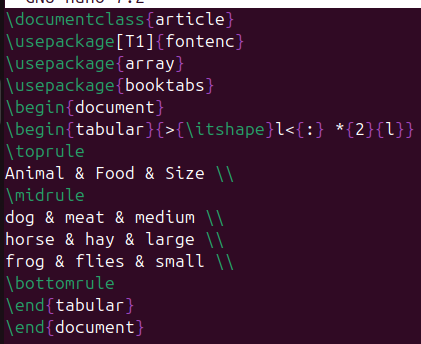 \documentclass{article}
\usepackage[T1]{fontenc}
\usepackage{array}
\usepackage{booktabs}
\begin{document}
\begin{tabular}{>{\itshape}l<{:} *{2}{l}}
\toprule
Animal & Food & Size \\
\midrule
dog & meat & medium \\
horse & hay & large \\
frog & flies & small \\
\bottomrule
\end{tabular}
\end{document}